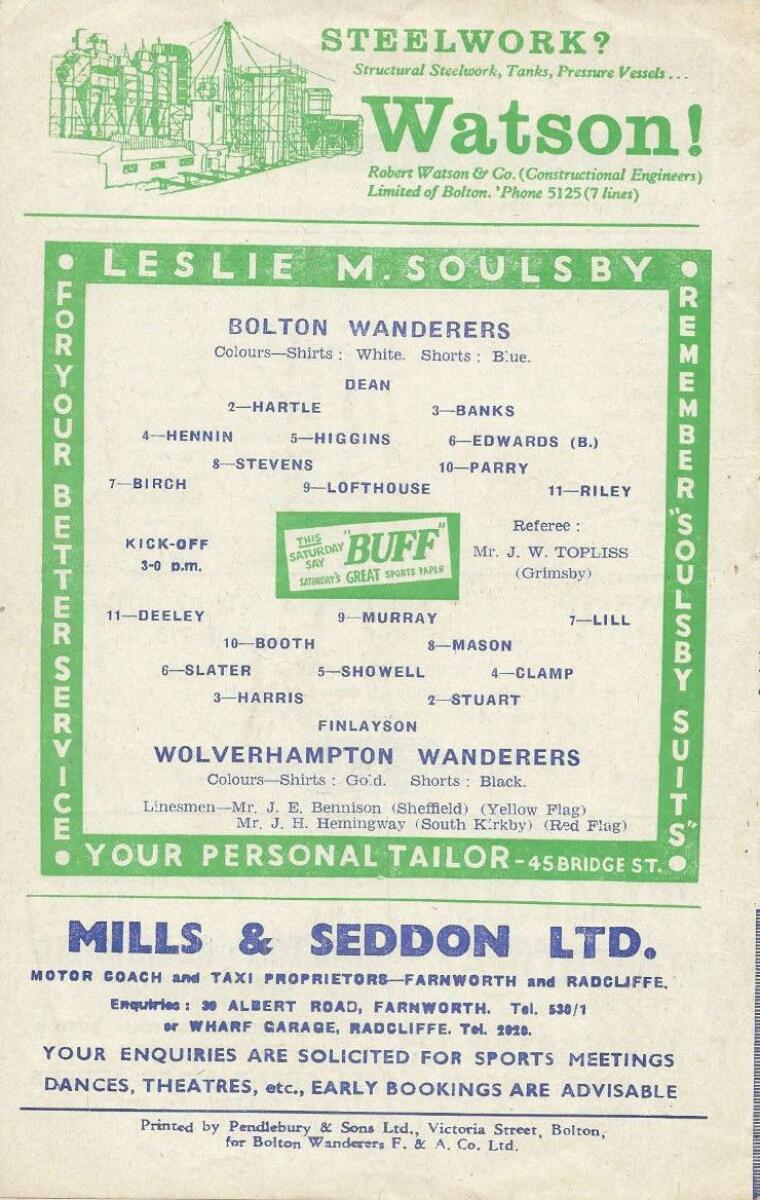 STEELWORK?
Structural Steelwork, Tanks, Pressure Vessels ...
Watson!
Robert Watson & Co. (Constructional Engineers)
Limited of Bolton. 'Phone 5125 (7 lines)
LESLIE M. SOULSBY
FOR YOUR BETTER SERVICE
REMEMBER "SOULSBY SUITS"
BOLTON WANDERERS
Colours—Shirts : White. Shorts : Blue.
DEAN
2—HARTLE 3—BANKS
4—HENNIN 5—HIGGINS 6—EDWARDS (B.)
8—STEVENS 10—PARRY
7—BIRCH 9—LOFTHOUSE 11—RILEY
KICK-OFF
3-0 p.m.
THIS
SATURDAY
SAY
"BUFF"
SATURDAY'S GREAT SPORTS PAPER
Referee :
Mr. J. W. TOPLISS
(Grimsby)
11—DEELEY 9—MURRAY 7—LILL
10—BOOTH 8—MASON
6—SLATER 5—SHOWELL 4—CLAMP
3—HARRIS 2—STUART
FINLAYSON
WOLVERHAMPTON WANDERERS
Colours—Shirts : Gold. Shorts : Black.
Linesmen—Mr. J. E. Bennison (Sheffield) (Yellow Flag)
Mr. J. H. Hemingway (South Kirkby) (Red Flag)
YOUR PERSONAL TAILOR - 45 BRIDGE ST.
MILLS & SEDDON LTD.
MOTOR COACH and TAXI PROPRIETORS—FARNWORTH and RADCLIFFE.
Enquiries : 39 ALBERT ROAD, FARNWORTH. Tel. 530/1
or WHARF GARAGE, RADCLIFFE. Tel. 2020.
YOUR ENQUIRIES ARE SOLICITED FOR SPORTS MEETINGS
DANCES, THEATRES, etc., EARLY BOOKINGS ARE ADVISABLE
Printed by Pendlebury & Sons Ltd., Victoria Street, Bolton,
for Bolton Wanderers F. & A. Co. Ltd.